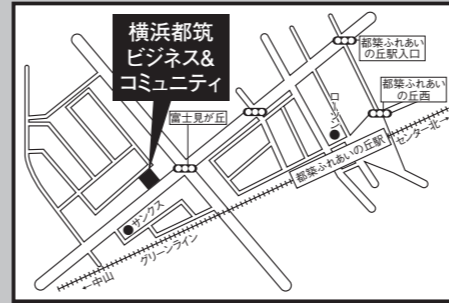 横浜都筑
ビジネス&
コミュニティ
都築ふれあい
の丘駅入口
都築ふれあい
の丘西
富士見が丘
ローソン
センター北→
都築ふれあいの丘駅
サンクス
グリーンライン
←中山